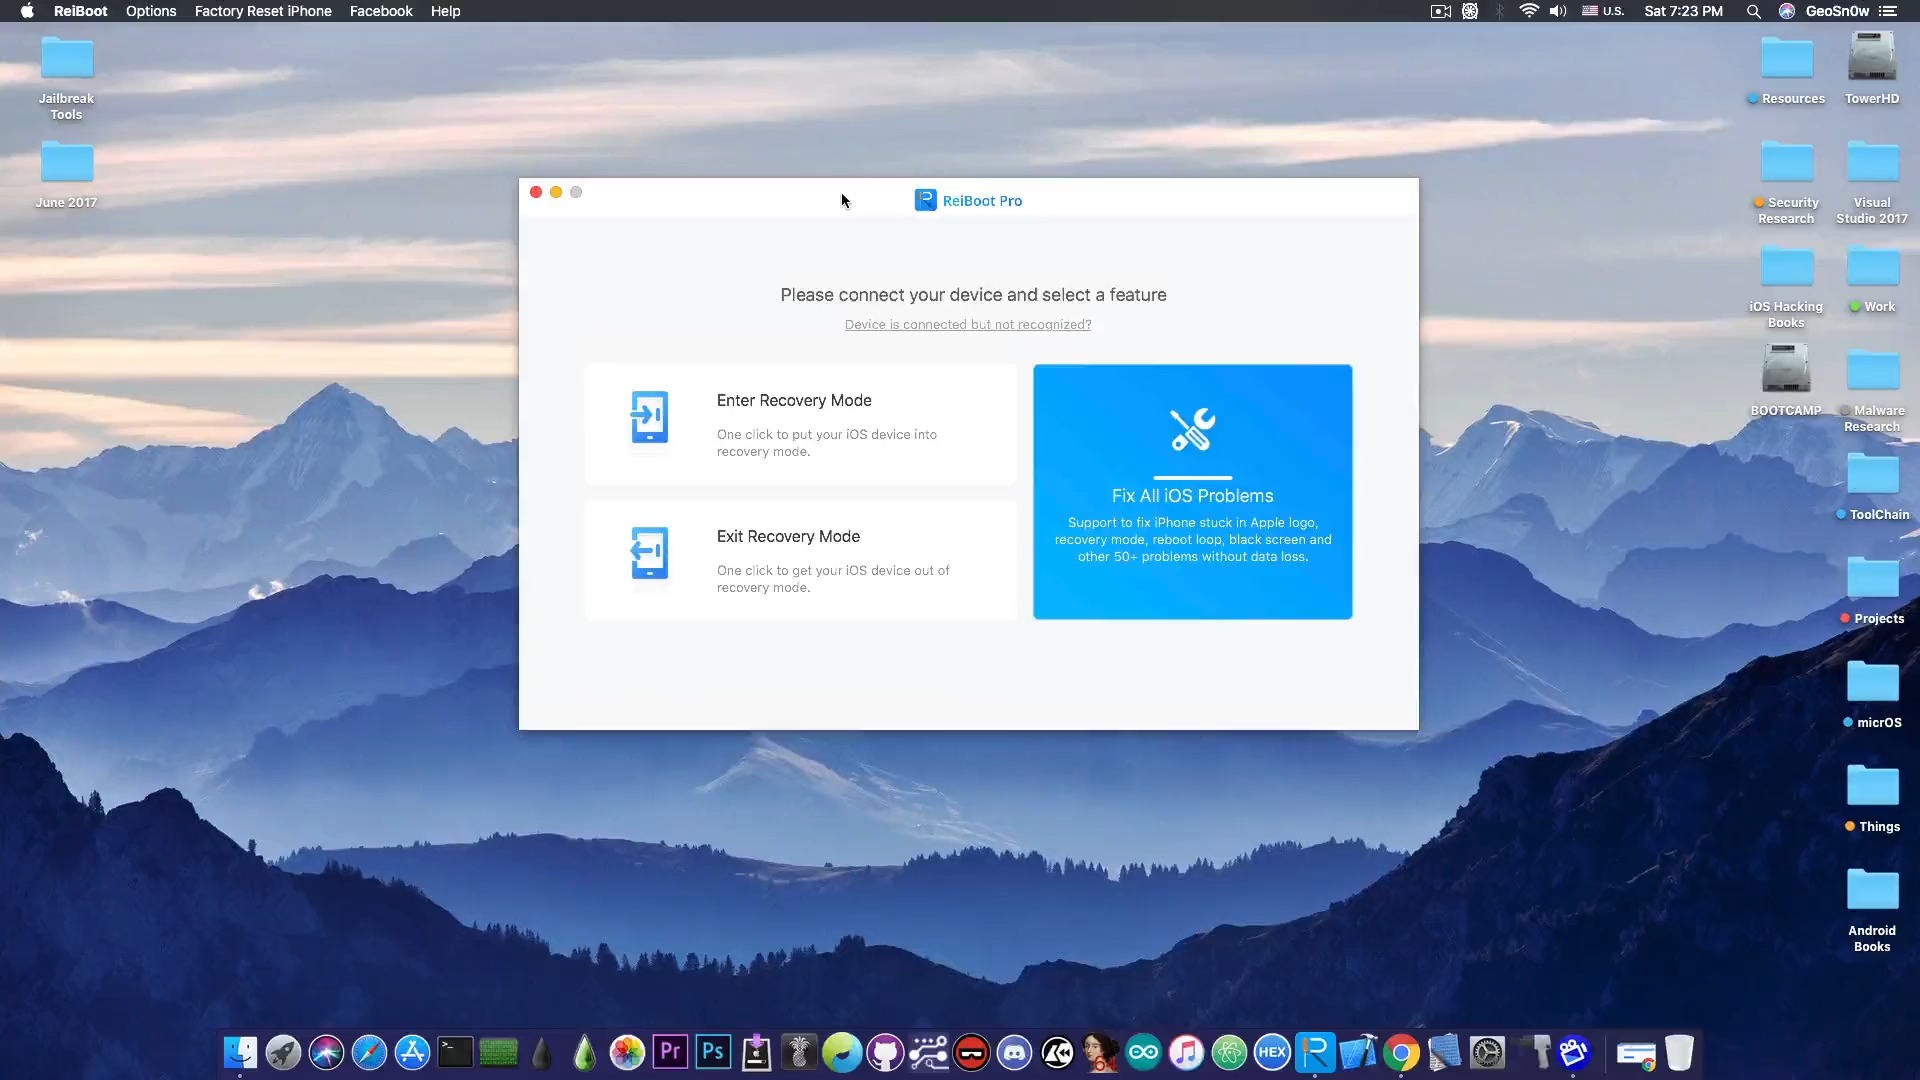 ReiBoot Options Factory Reset iPhone Facebook Help
U.S. Sat 7:23 PM GeoSn0w
Jailbreak
Tools
June 2017
Resources
TowerHD
Security
Research
Visual
Studio 2017
iOS Hacking
Books
Work
BOOTCAMP
Malware
Research
ToolChain
Projects
micrOS
Things
Android
Books
ReiBoot Pro
Please connect your device and select a feature
Device is connected but not recognized?
Enter Recovery Mode
One click to put your iOS device into
recovery mode.
Exit Recovery Mode
One click to get your iOS device out of
recovery mode.
Fix All iOS Problems
Support to fix iPhone stuck in Apple logo,
recovery mode, reboot loop, black screen and
other 50+ problems without data loss.
Pr
Ps
64
HEX
R